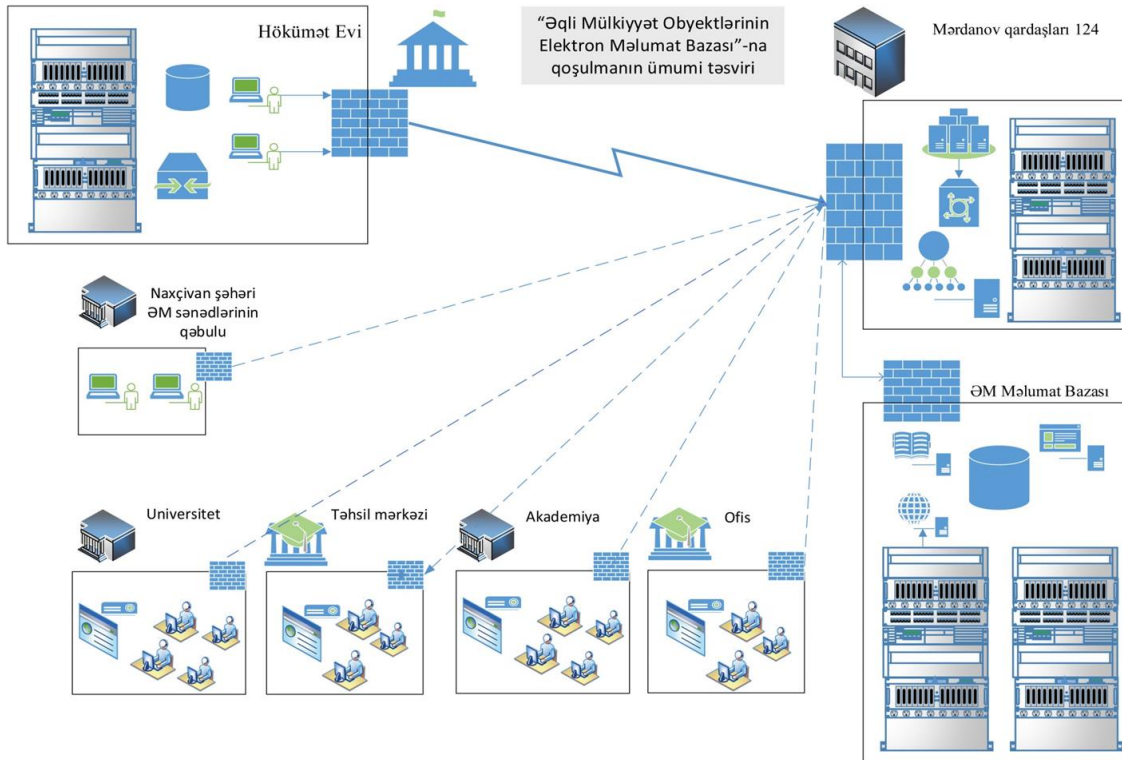 Hökümət Evi
“Əqli Mülkiyyət Obyektlərinin
Elektron Məlumat Bazası”-na
qoşulmanın ümumi təsviri
Mərdanov qardaşları 124
Naxçivan şəhəri
ƏM sənədlərinin
qəbulu
ƏM Məlumat Bazası
Universitet
Təhsil mərkəzi
Akademiya
Ofis